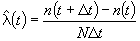 λ̂(t) = n(t + Δt) − n(t) / NΔt